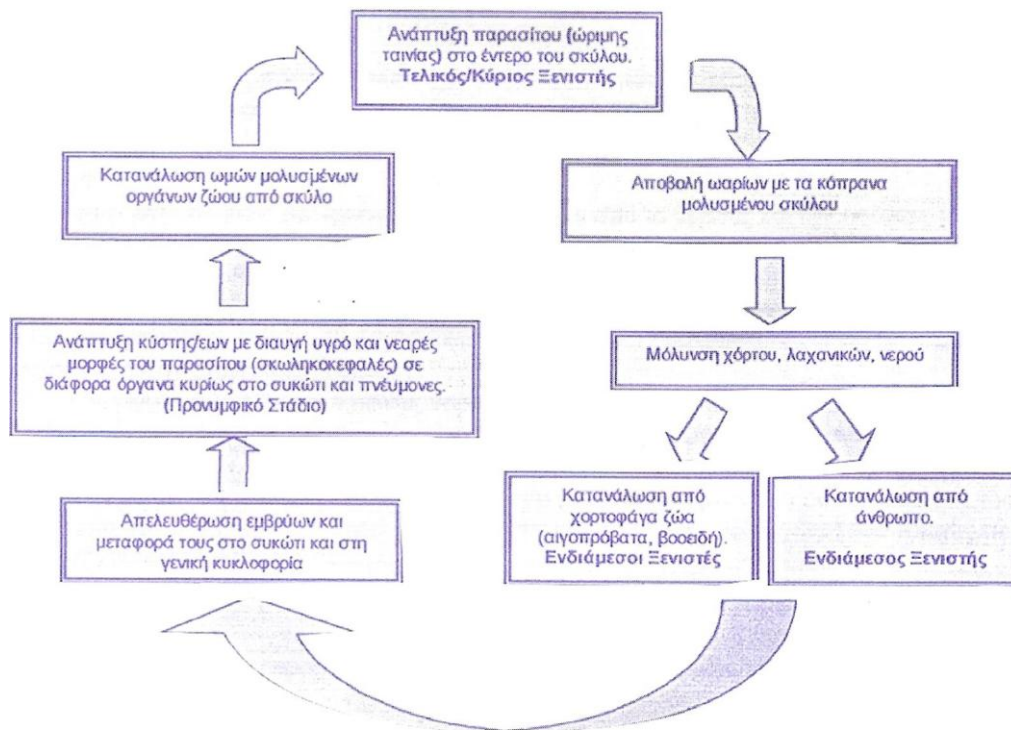 Ανάπτυξη παρασίτου (ώριμης
ταινίας) στο έντερο του σκύλου.
Τελικός/Κύριος Ξενιστής
Αποβολή ωαρίων με τα κόπρανα
μολυσμένου σκύλου
Μόλυνση χόρτου, λαχανικών, νερού
Κατανάλωση από
χορτοφάγα ζώα
(αιγοπρόβατα, βοοειδή).
Ενδιάμεσοι Ξενιστές
Κατανάλωση από
άνθρωπο.
Ενδιάμεσος Ξενιστής
Απελευθέρωση εμβρύων και
μεταφορά τους στο συκώτι και στη
γενική κυκλοφορία
Ανάπτυξη κύστης/εων με διαυγή υγρό και νεαρές
μορφές του παρασίτου (σκωληκοκεφαλές) σε
διάφορα όργανα κυρίως στο συκώτι και πνέυμονες.
(Προνυμφικό Στάδιο)
Κατανάλωση ωμών μολυσμένων
οργάνων ζώου από σκύλο